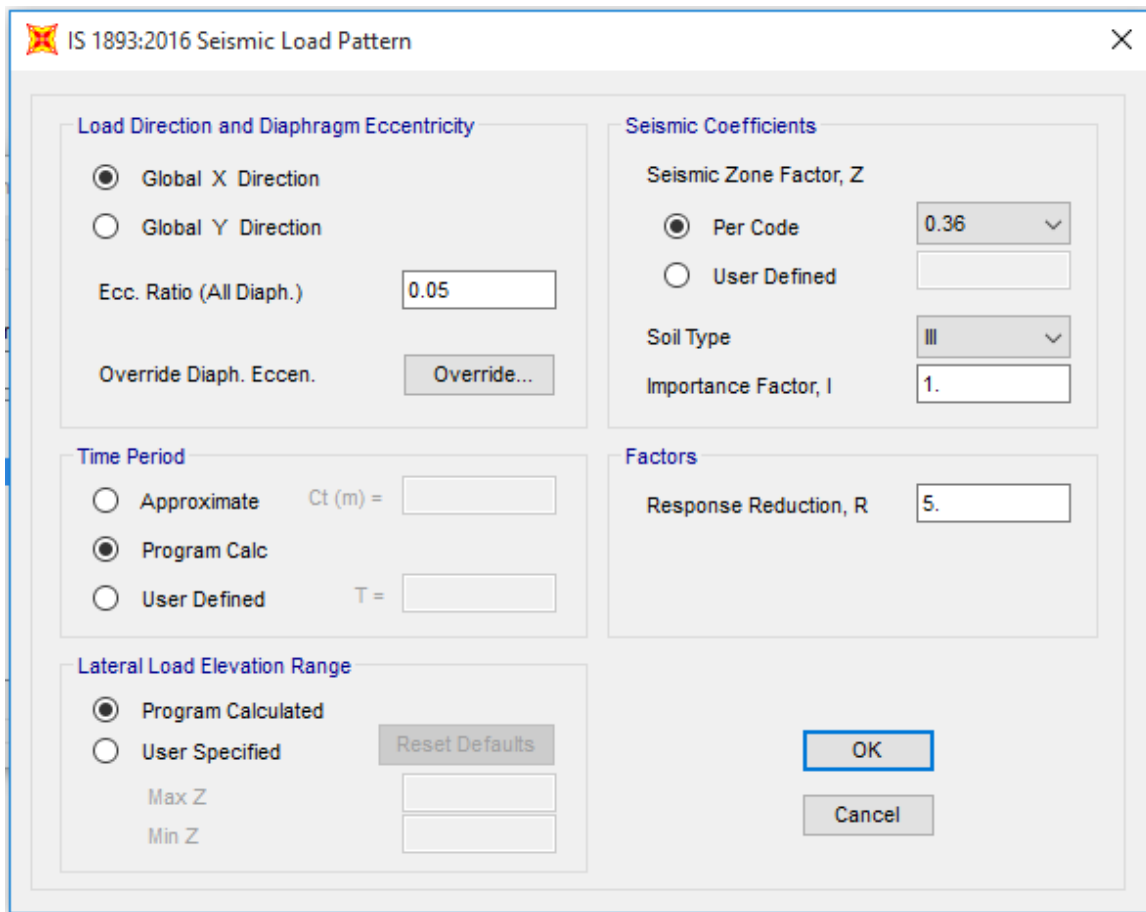 IS 1893:2016 Seismic Load Pattern
Load Direction and Diaphragm Eccentricity
Global X Direction
Global Y Direction
Ecc. Ratio (All Diaph.) 0.05
Override Diaph. Eccen. Override...
Seismic Coefficients
Seismic Zone Factor, Z
Per Code 0.36
User Defined
Soil Type III
Importance Factor, I 1.
Time Period
Approximate Ct (m) =
Program Calc
User Defined T =
Factors
Response Reduction, R 5.
Lateral Load Elevation Range
Program Calculated
User Specified Reset Defaults
Max Z
Min Z
OK
Cancel